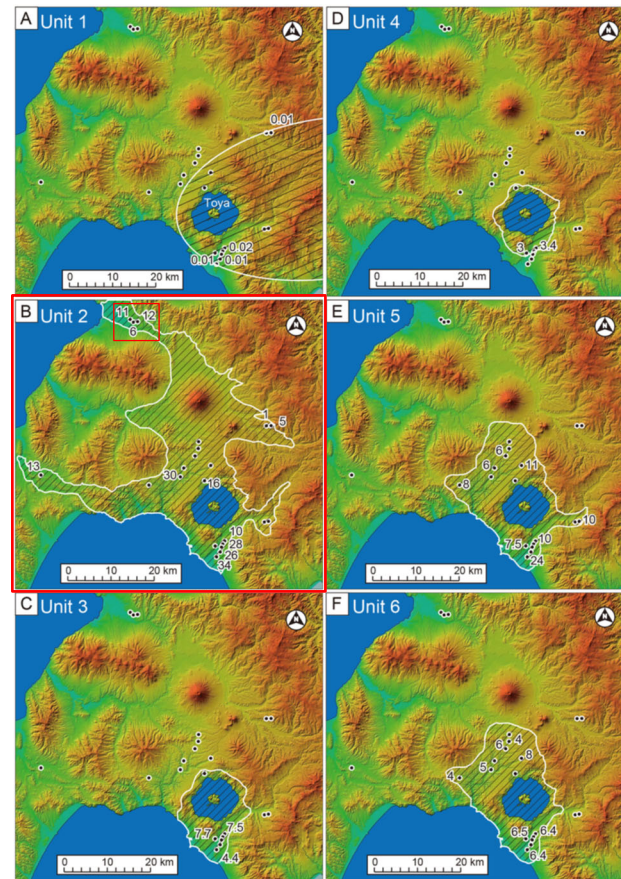 A Unit 1
N
0.01
Toya
0.02
0.01 0.01
0 10 20 km
B Unit 2
N
11 12
6
1
5
13
30
16
10
28
26
34
0 10 20 km
C Unit 3
N
7.5
7.7
4.4
0 10 20 km
D Unit 4
N
3 3.4
0 10 20 km
E Unit 5
N
6
6 11
8
10
10
7.5
24
0 10 20 km
F Unit 6
N
4
6
8
5
4
6.5 6.4
6.4
0 10 20 km